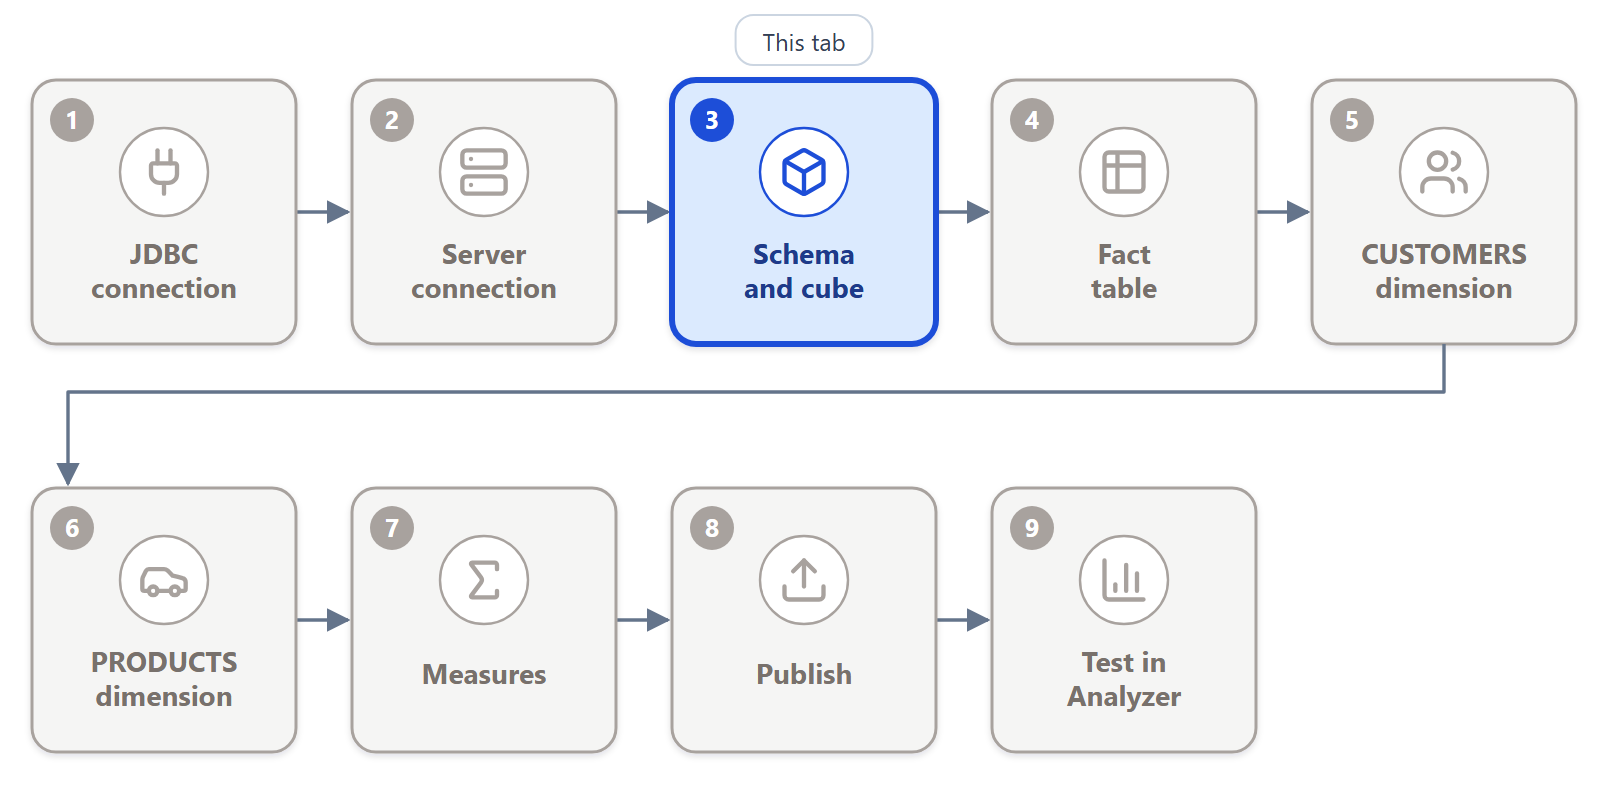 This tab
1
JDBC
connection
2
Server
connection
3
Schema
and cube
4
Fact
table
5
CUSTOMERS
dimension
6
PRODUCTS
dimension
7
Measures
8
Publish
9
Test in
Analyzer